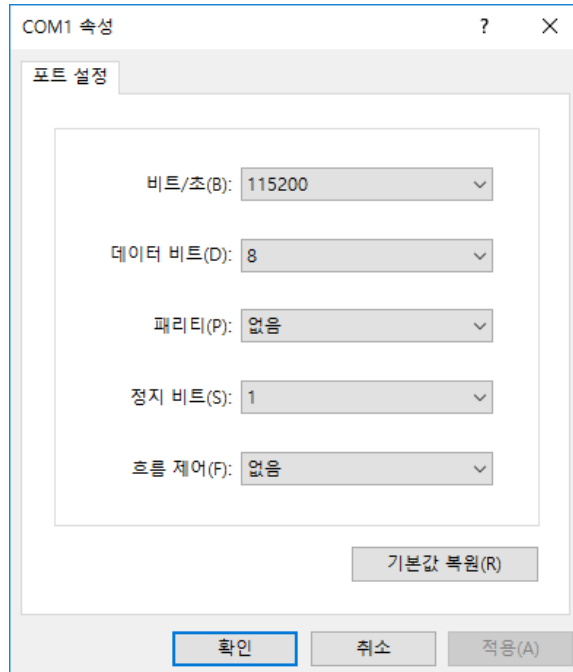 COM1 속성
포트 설정
비트/초(B): 115200
데이터 비트(D): 8
패리티(P): 없음
정지 비트(S): 1
흐름 제어(F): 없음
기본값 복원(R)
확인 취소 적용(A)